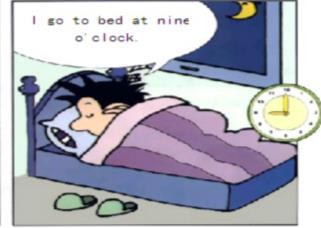 I go to bed at nine
o'clock.